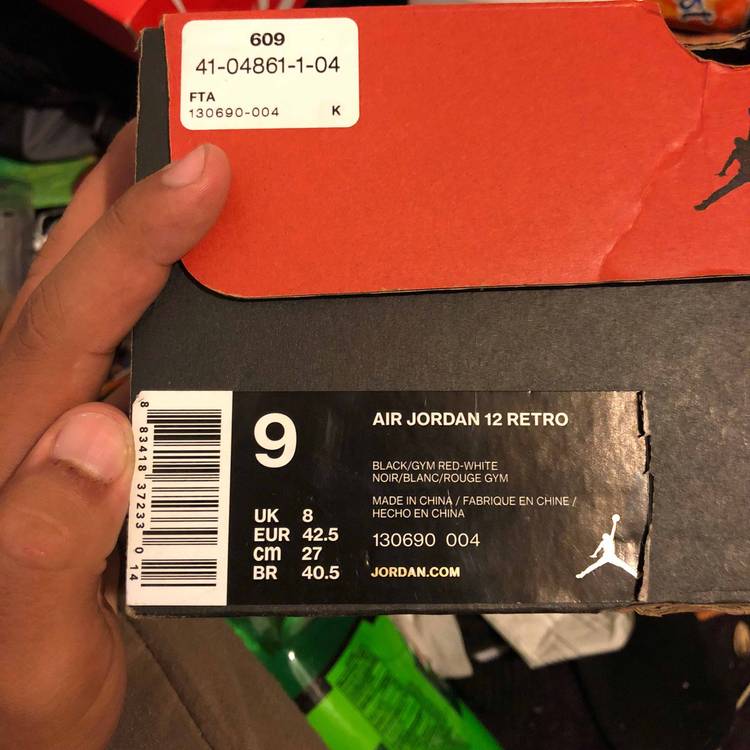 609
41-04861-1-04
FTA
130690-004 K
9
AIR JORDAN 12 RETRO
BLACK/GYM RED-WHITE
NOIR/BLANC/ROUGE GYM
MADE IN CHINA / FABRIQUE EN CHINE /
HECHO EN CHINA
130690 004
JORDAN.COM
UK 8
EUR 42.5
cm 27
BR 40.5
8 83418 37233 0 14